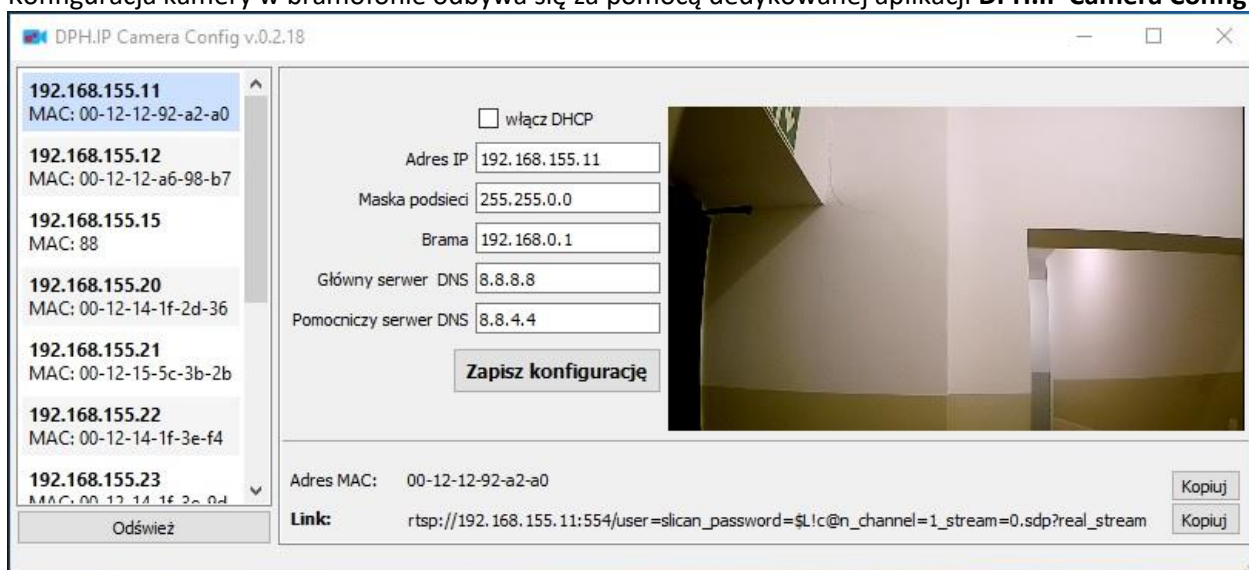 Konfiguracja kamery w bramofonie odbywa się za pomocą dedykowanej aplikacji DPH.IP Camera Config
DPH.IP Camera Config v.0.2.18
192.168.155.11
MAC: 00-12-12-92-a2-a0
192.168.155.12
MAC: 00-12-12-a6-98-b7
192.168.155.15
MAC: 88
192.168.155.20
MAC: 00-12-14-1f-2d-36
192.168.155.21
MAC: 00-12-15-5c-3b-2b
192.168.155.22
MAC: 00-12-14-1f-3e-f4
192.168.155.23
MAC: 00-12-14-1f-3e-9d
Odśwież
włącz DHCP
Adres IP 192.168.155.11
Maska podsieci 255.255.0.0
Brama 192.168.0.1
Główny serwer DNS 8.8.8.8
Pomocniczy serwer DNS 8.8.4.4
Zapisz konfigurację
Adres MAC: 00-12-12-92-a2-a0 Kopiuj
Link: rtsp://192.168.155.11:554/user=slican_password=$L!c@n_channel=1_stream=0.sdp?real_stream Kopiuj